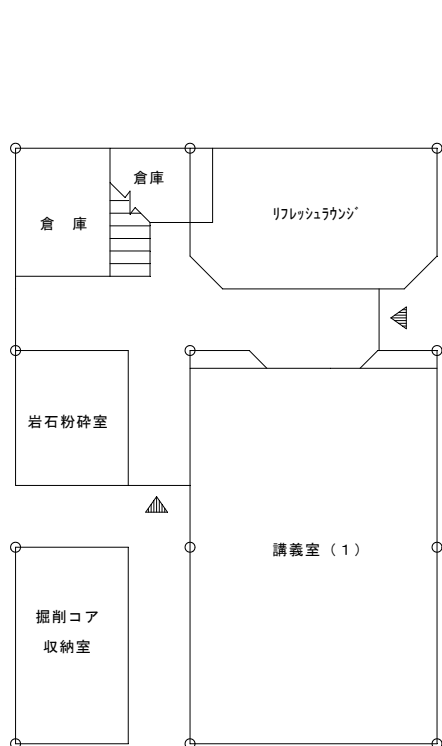 倉庫
倉　庫
リフレッシュラウンジ
岩石粉砕室
講義室（１）
掘削コア
収納室